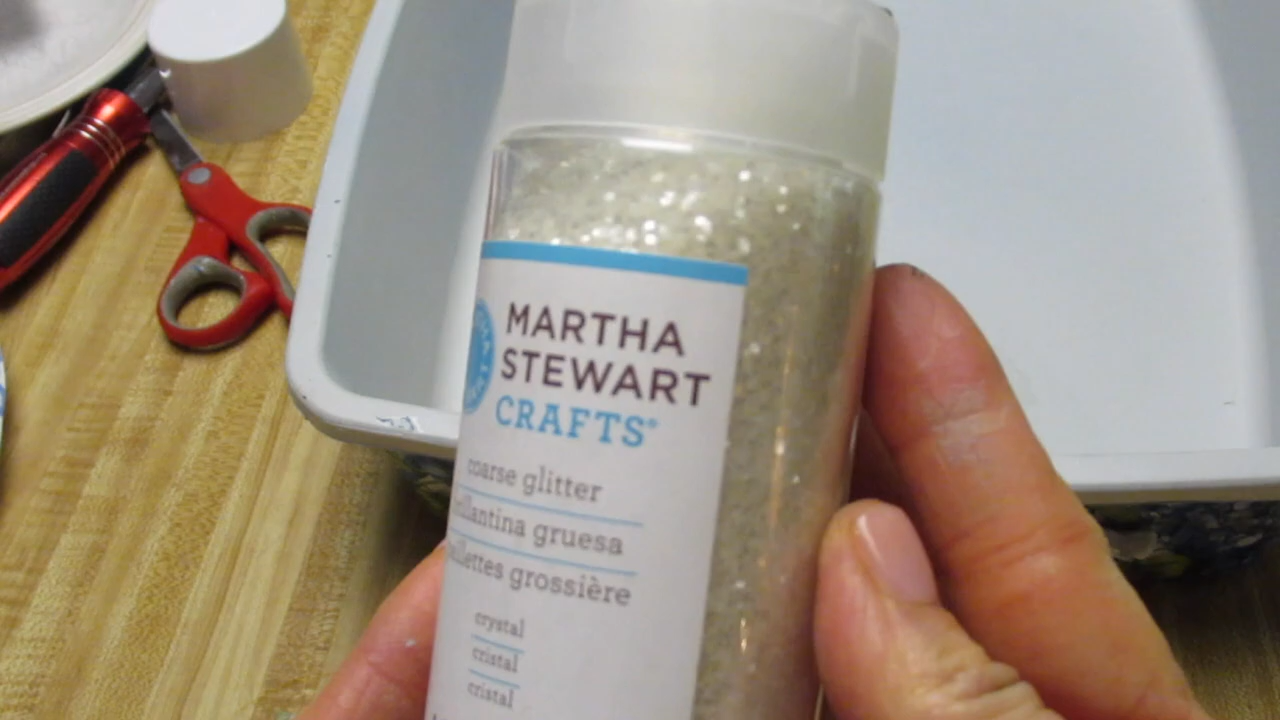 MARTHA
STEWART
CRAFTS®
coarse glitter
brillantina gruesa
paillettes grossière
crystal
cristal
cristal